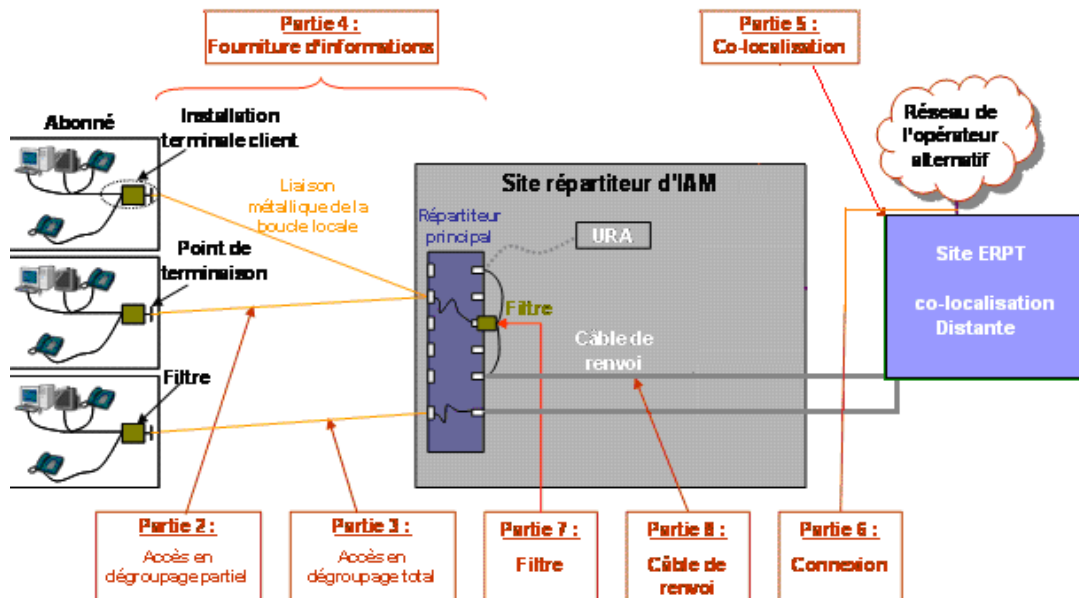 Partie 4 :
Fourniture d'informations
Partie 5 :
Co-localisation
Abonné
Installation
terminale client
Réseau de
l'opérateur
alternatif
Site répartiteur d'IAM
Liaison
métallique de la
boucle locale
Répartiteur
principal
URA
Point de
terminaison
Filtre
Câble de
renvoi
Site ERPT
co-localisation
Distante
Filtre
Partie 2 :
Accès en
dégroupage partiel
Partie 3 :
Accès en
dégroupage total
Partie 7 :
Filtre
Partie 8 :
Câble de
renvoi
Partie 6 :
Connexion